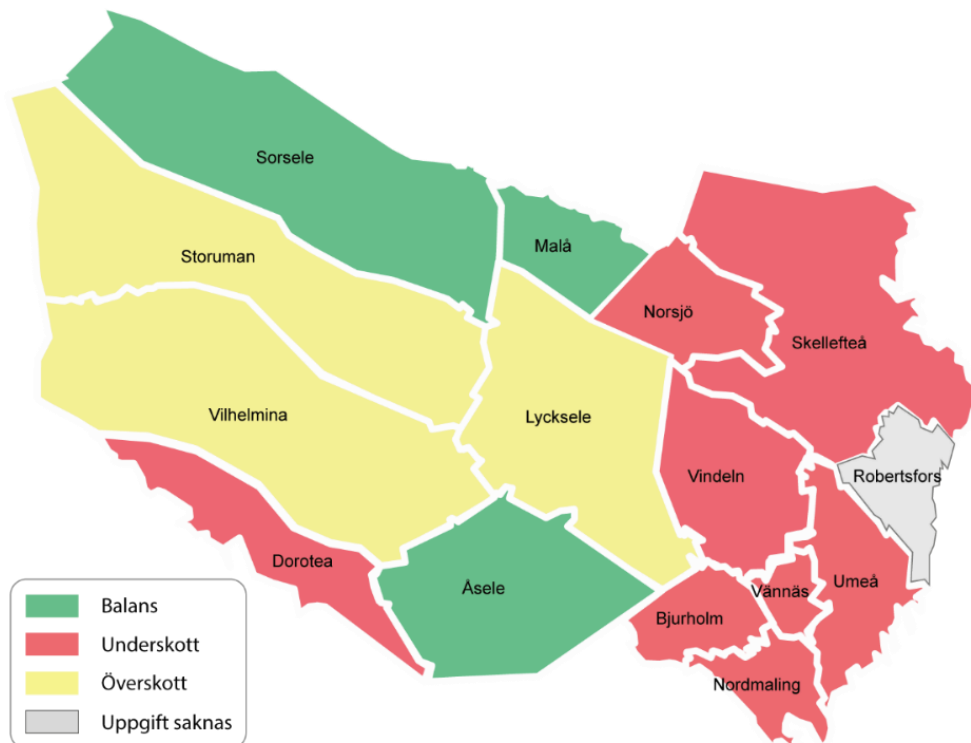 Sorsele
Malå
Storuman
Norsjö
Skellefteå
Vilhelmina
Lycksele
Vindeln
Robertsfors
Dorotea
Åsele
Vännäs
Umeå
Bjurholm
Nordmaling
Balans
Underskott
Överskott
Uppgift saknas